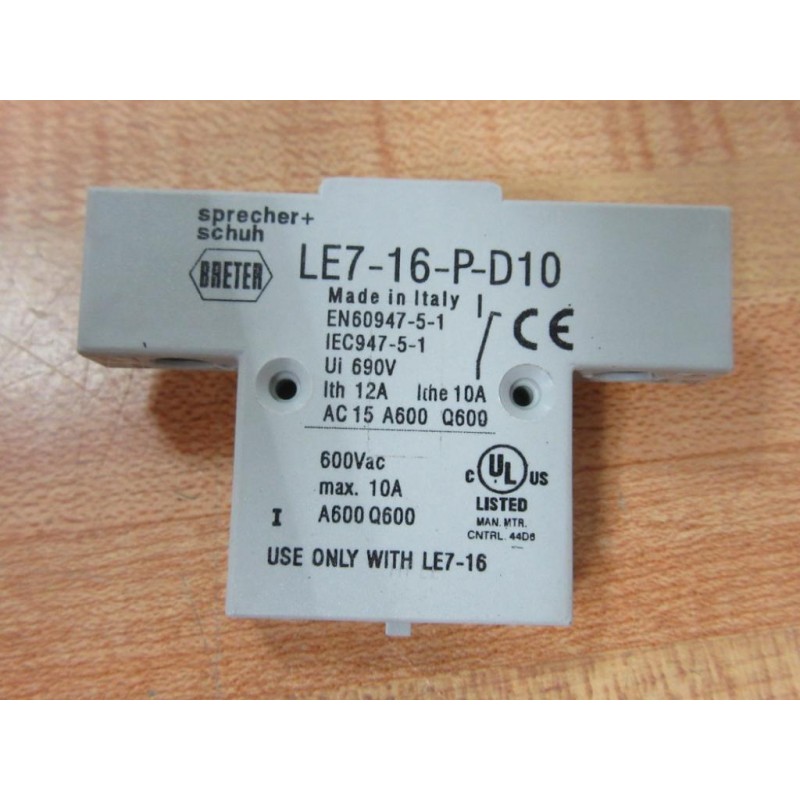 sprecher+
schuh
BRETER
LE7-16-P-D10
Made in Italy
EN60947-5-1
IEC947-5-1
Ui 690V
Ith 12A Ithe 10A
AC 15 A600 Q600
CE
600Vac
max. 10A
I A600 Q600
C UL US
LISTED
MAN. MTR.
CNTRL. 44D6
USE ONLY WITH LE7-16